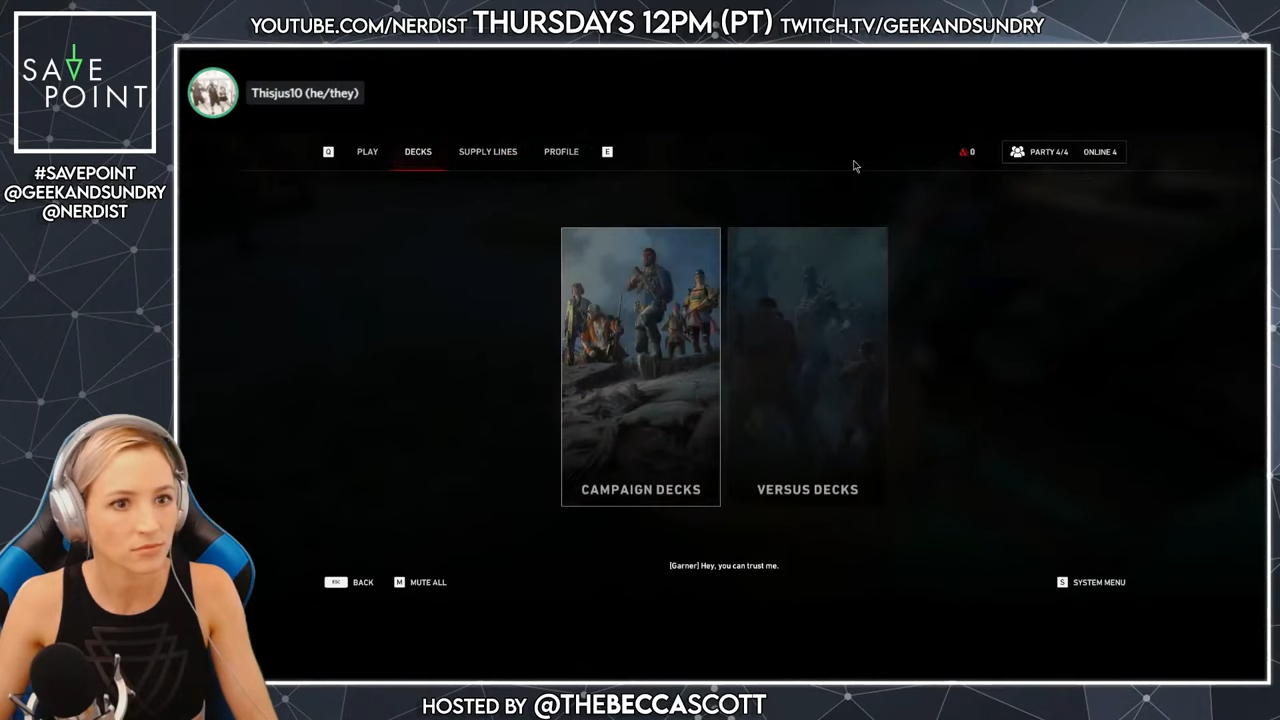 YOUTUBE.COM/NERDIST THURSDAYS 12PM (PT) TWITCH.TV/GEEKANDSUNDRY
SAVE
POINT
#SAVEPOINT
@GEEKANDSUNDRY
@NERDIST
Thisjus10 (he/they)
Q PLAY DECKS SUPPLY LINES PROFILE E 0 PARTY 4/4 ONLINE 4
CAMPAIGN DECKS VERSUS DECKS
[Garner] Hey, you can trust me.
ESC BACK M MUTE ALL S SYSTEM MENU
HOSTED BY @THEBECCASCOTT